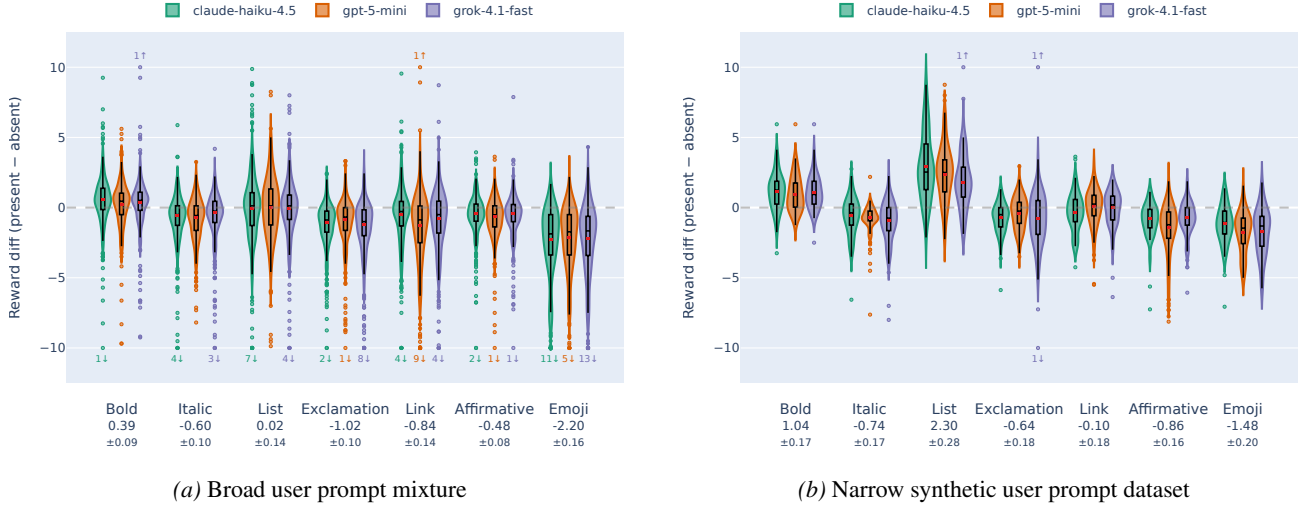 claude-haiku-4.5 gpt-5-mini grok-4.1-fast
Reward diff (present − absent)
10
5
0
−5
−10
1↑ 1↑
1↓ 4↓ 3↓ 7↓ 4↓ 2↓ 1↓ 8↓ 4↓ 9↓ 4↓ 2↓ 1↓ 1↓ 11↓ 5↓ 13↓
Bold Italic List Exclamation Link Affirmative Emoji
0.39 -0.60 0.02 -1.02 -0.84 -0.48 -2.20
±0.09 ±0.10 ±0.14 ±0.10 ±0.14 ±0.08 ±0.16
(a) Broad user prompt mixture
claude-haiku-4.5 gpt-5-mini grok-4.1-fast
Reward diff (present − absent)
10
5
0
−5
−10
1↑ 1↑
1↓
Bold Italic List Exclamation Link Affirmative Emoji
1.04 -0.74 2.30 -0.64 -0.10 -0.86 -1.48
±0.17 ±0.17 ±0.28 ±0.18 ±0.18 ±0.16 ±0.20
(b) Narrow synthetic user prompt dataset